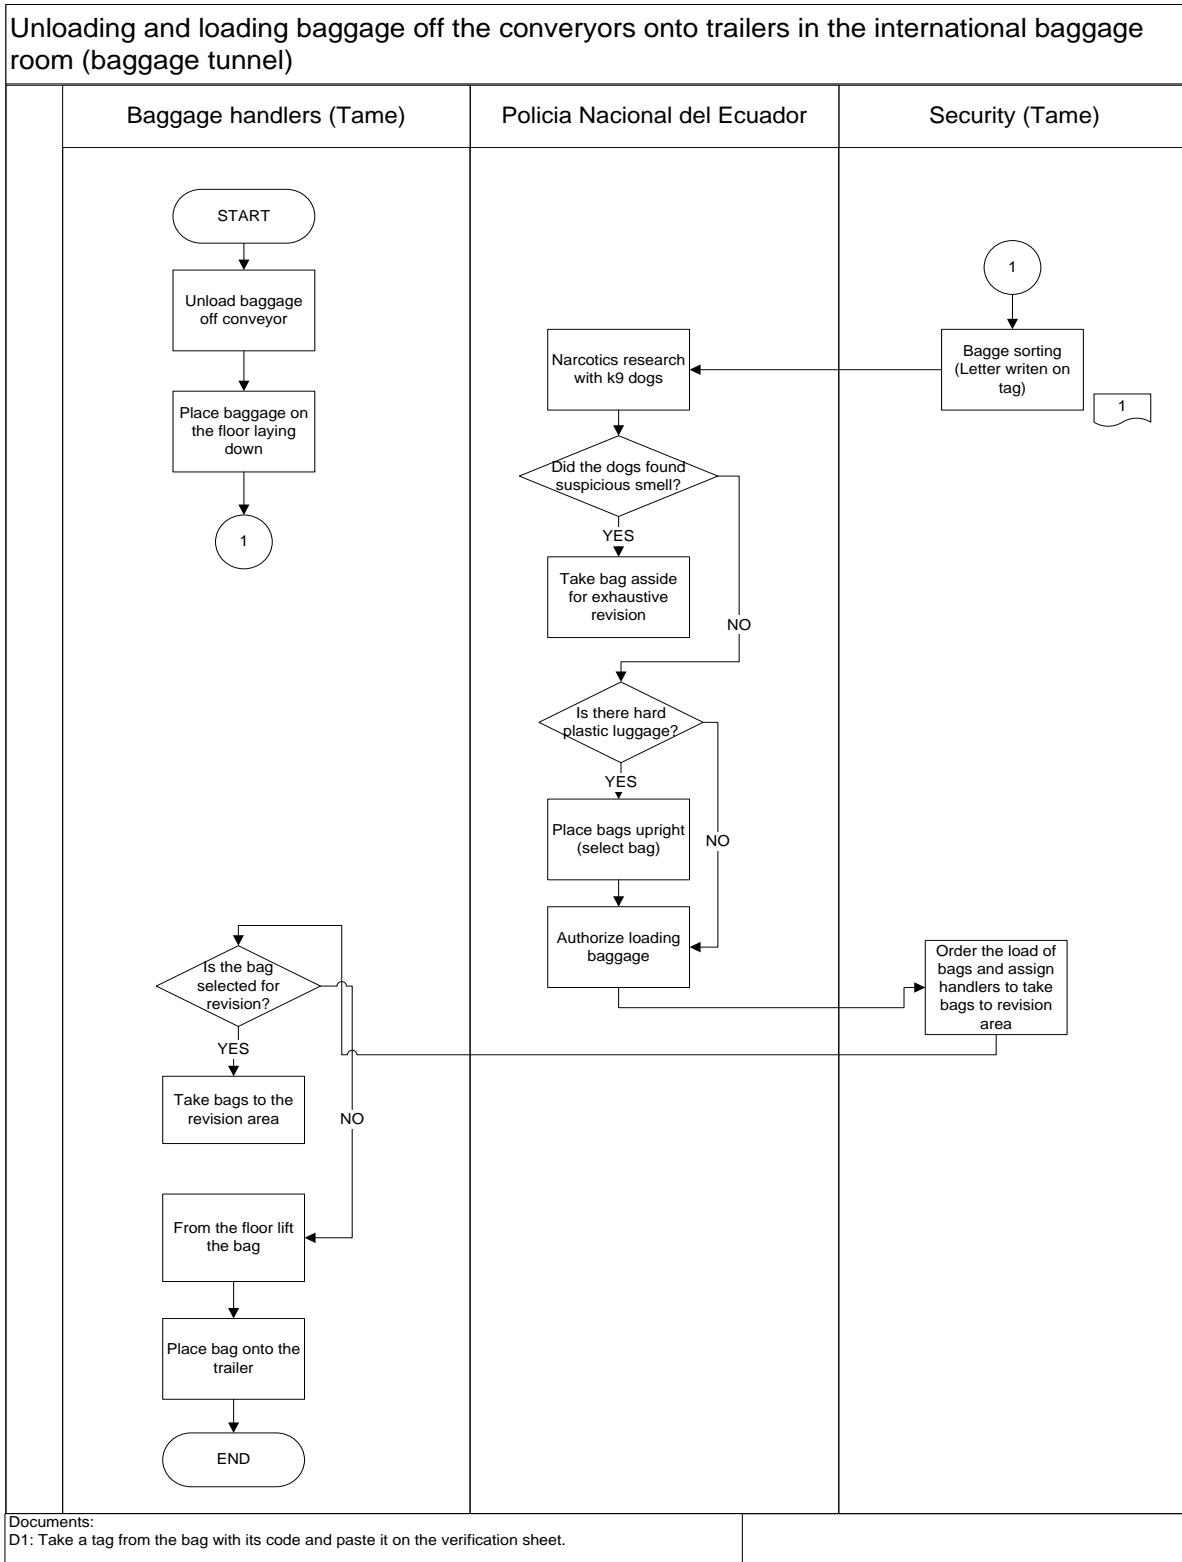 Unloading and loading baggage off the converyors onto trailers in the international baggage
room (baggage tunnel)
Baggage handlers (Tame)
Policia Nacional del Ecuador
Security (Tame)
START
Unload baggage
off conveyor
Place baggage on
the floor laying
down
1
1
Bagge sorting
(Letter writen on
tag)
1
Narcotics research
with k9 dogs
Did the dogs found
suspicious smell?
YES
Take bag asside
for exhaustive
revision
NO
Is there hard
plastic luggage?
YES
Place bags upright
(select bag)
NO
Authorize loading
baggage
Order the load of
bags and assign
handlers to take
bags to revision
area
Is the bag
selected for
revision?
YES
Take bags to the
revision area
NO
From the floor lift
the bag
Place bag onto the
trailer
END
Documents:
D1: Take a tag from the bag with its code and paste it on the verification sheet.